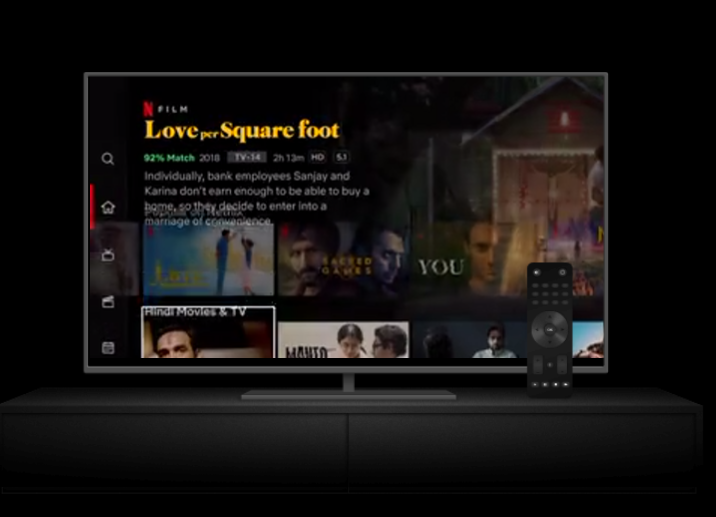 N FILM
Love per Square foot
92% Match 2018 TV-14 2h 13m HD 5.1
Individually, bank employees Sanjay and
Karina don't earn enough to be able to buy a
home, so they decide to enter into a
Popular on Netflix
marriage of convenience.
SACRED
GAMES
YOU
Hindi Movies & TV
MANTO